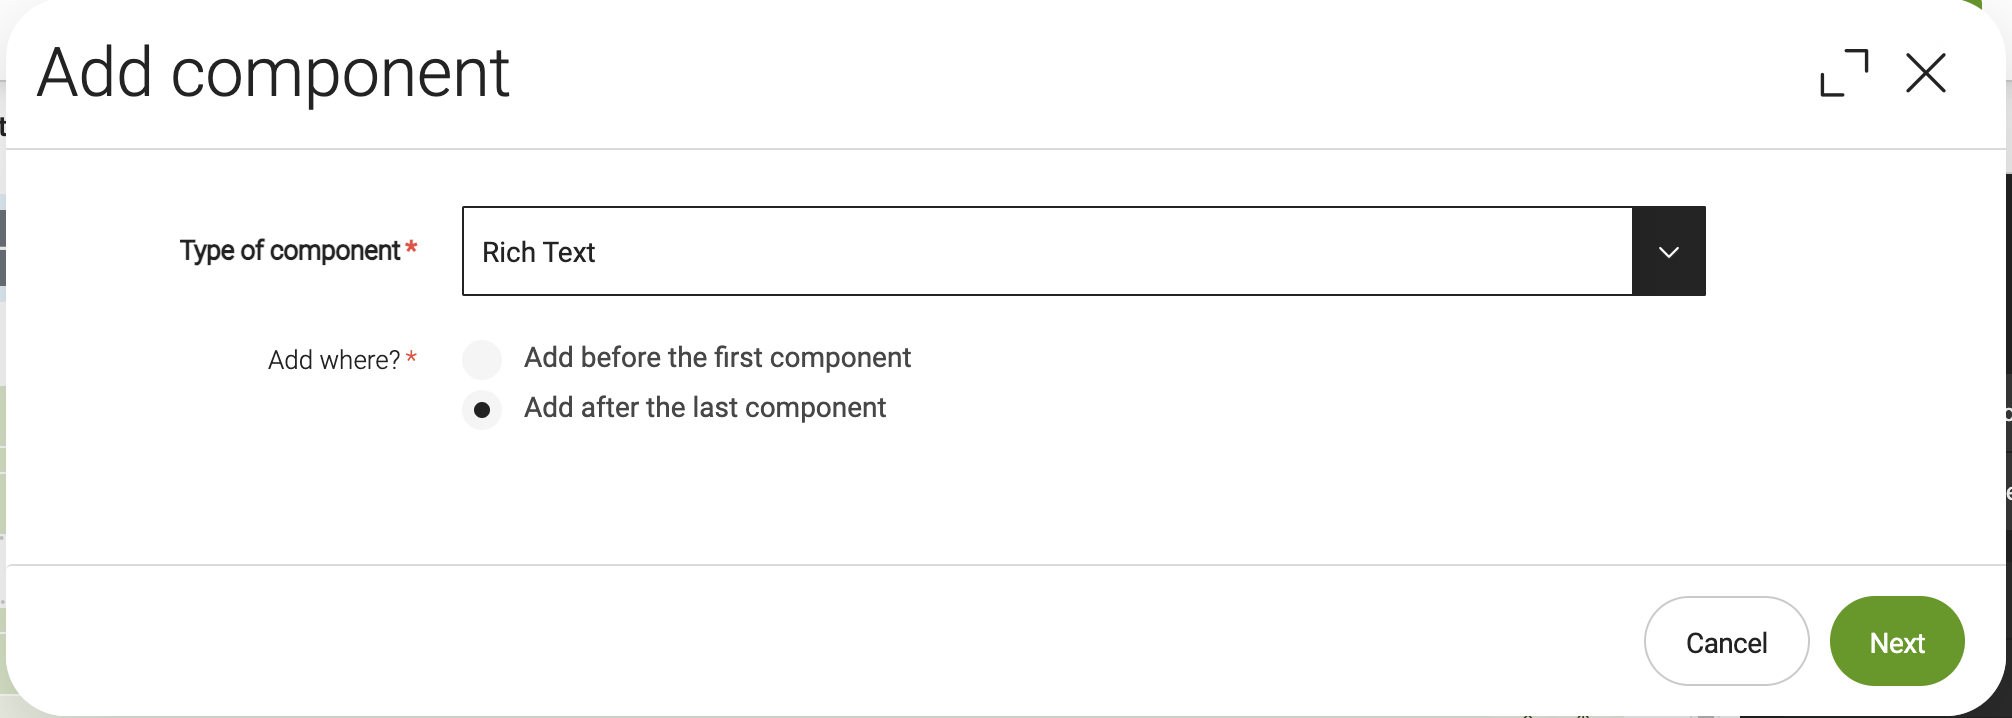 Add component
Type of component *
Rich Text
Add where? *
Add before the first component
Add after the last component
Cancel
Next